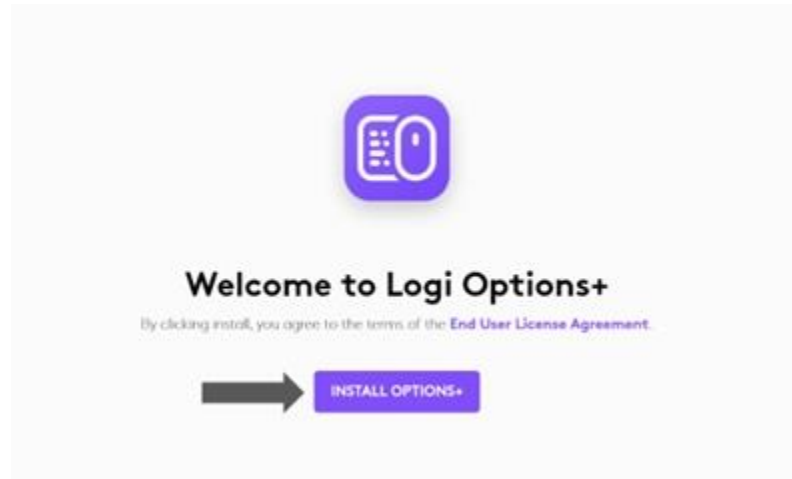 Welcome to Logi Options+
By clicking install, you agree to the terms of the End User License Agreement.
INSTALL OPTIONS+